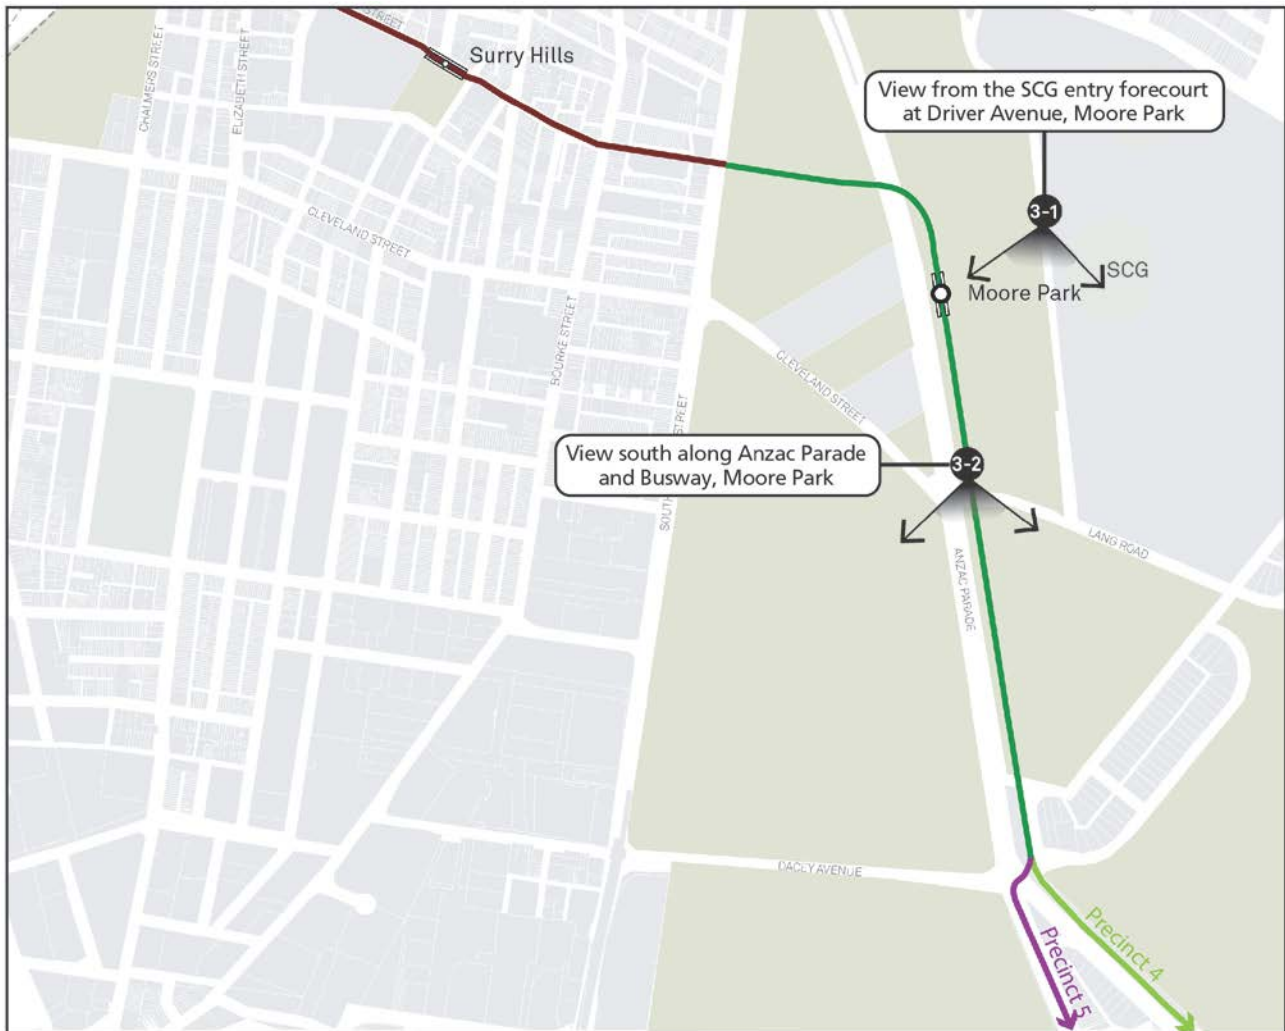 STREET
Surry Hills
CHALMERS STREET
ELIZABETH STREET
View from the SCG entry forecourt
at Driver Avenue, Moore Park
3-1
CLEVELAND STREET
SCG
Moore Park
BOURKE STREET
CLEVELAND STREET
STREET
View south along Anzac Parade
and Busway, Moore Park
3-2
SOUTH
LANG ROAD
ANZAC PARADE
DACEY AVENUE
Precinct 4
Precinct 5